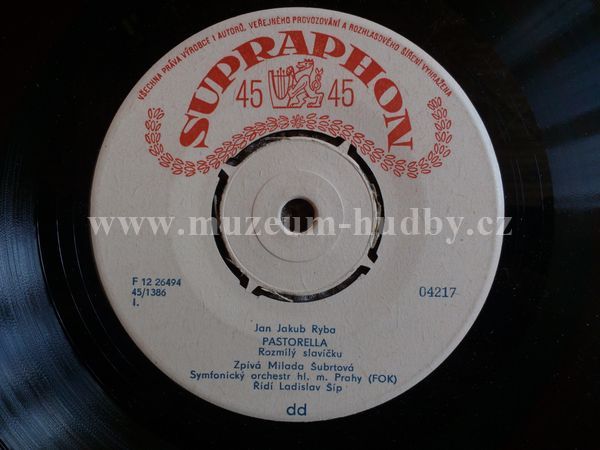 VŠECHNA PRÁVA VÝROBCE I AUTORŮ, VEŘEJNÉHO PROVOZOVÁNÍ A ROZHLASOVÉHO ŠÍŘENÍ VYHRAŽENA
SUPRAPHON
45 45
www.muzeum-hudby.cz
F 12 26494
45/1386
I.
04217
Jan Jakub Ryba
PASTORELLA
Rozmilý slavíčku
Zpívá Milada Šubrtová
Symfonický orchestr hl. m. Prahy (FOK)
Řídí Ladislav Šíp
dd